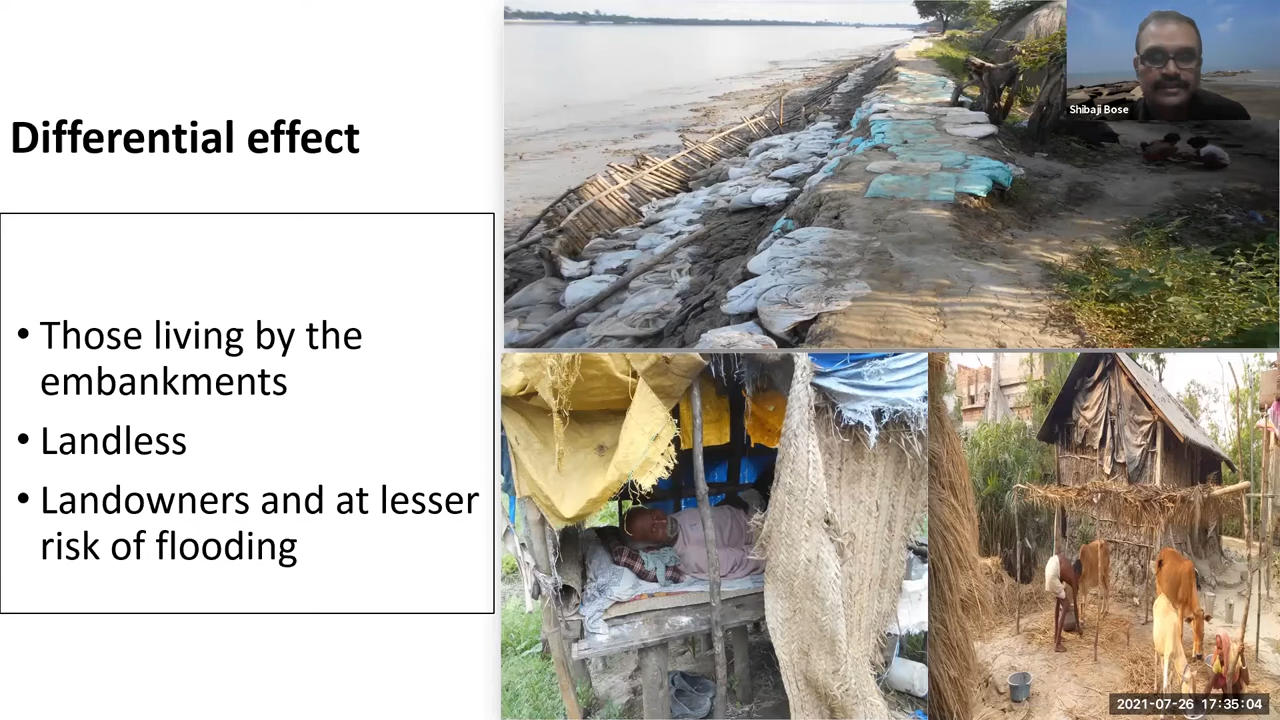 Differential effect
• Those living by the
embankments
• Landless
• Landowners and at lesser
risk of flooding
Shibaji Bose
2021-07-26 17:35:04